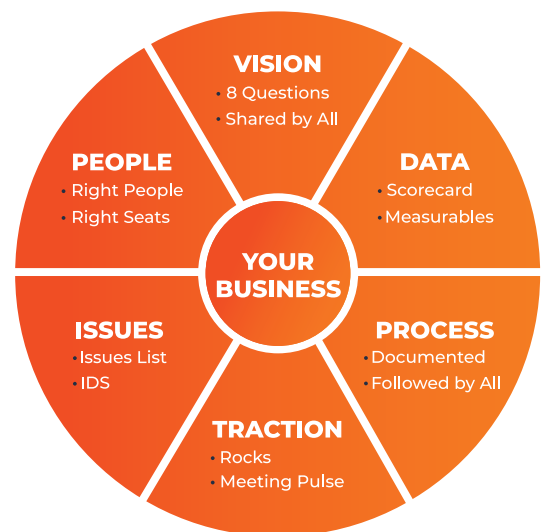 VISION
• 8 Questions
• Shared by All
PEOPLE
• Right People
• Right Seats
DATA
• Scorecard
• Measurables
YOUR
BUSINESS
ISSUES
• Issues List
• IDS
PROCESS
• Documented
• Followed by All
TRACTION
• Rocks
• Meeting Pulse